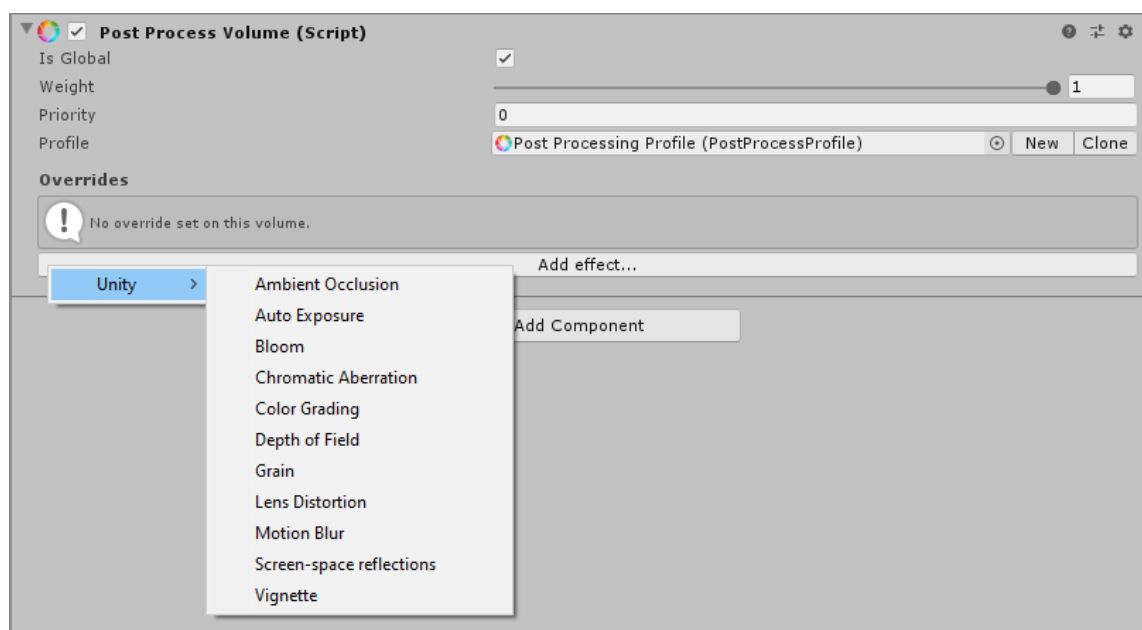 Post Process Volume (Script)
Is Global
Weight 1
Priority 0
Profile Post Processing Profile (PostProcessProfile) New Clone
Overrides
No override set on this volume.
Add effect...
Unity > Ambient Occlusion
Auto Exposure
Add Component
Bloom
Chromatic Aberration
Color Grading
Depth of Field
Grain
Lens Distortion
Motion Blur
Screen-space reflections
Vignette